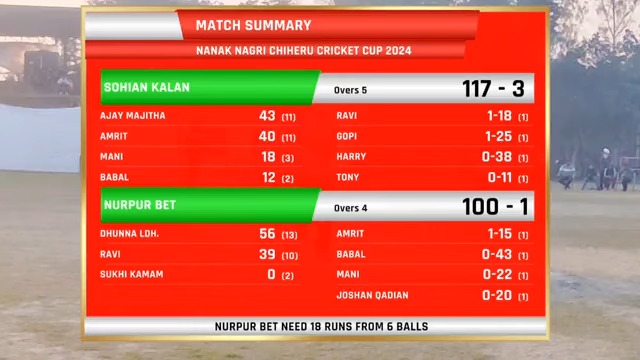 MATCH SUMMARY
NANAK NAGRI CHIHERU CRICKET CUP 2024
SOHIAN KALAN Overs 5 117 - 3
AJAY MAJITHA 43 (11) RAVI 1-18 (1)
AMRIT 40 (11) GOPI 1-25 (1)
MANI 18 (3) HARRY 0-38 (1)
BABAL 12 (2) TONY 0-11 (1)
NURPUR BET Overs 4 100 - 1
DHUNNA LDH. 56 (13) AMRIT 1-15 (1)
RAVI 39 (10) BABAL 0-43 (1)
SUKHI KAMAM 0 (2) MANI 0-22 (1)
JOSHAN QADIAN 0-20 (1)
NURPUR BET NEED 18 RUNS FROM 6 BALLS